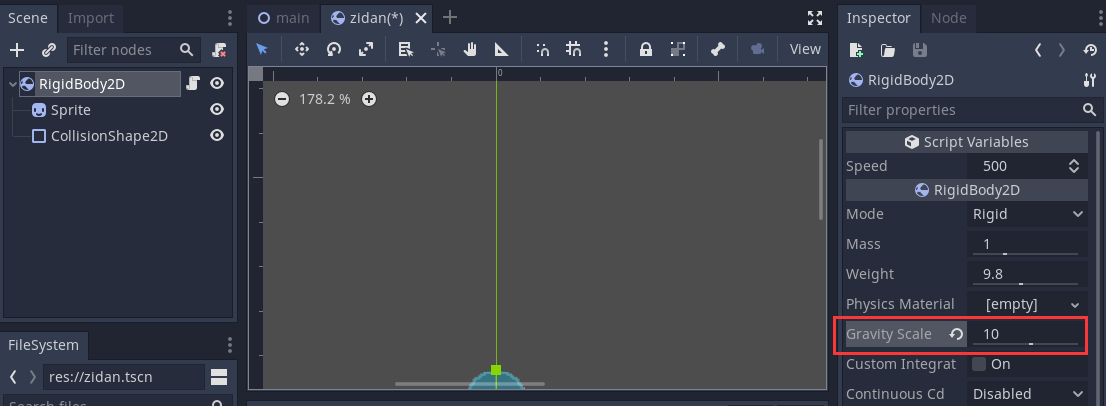 Scene Import
Filter nodes
RigidBody2D
Sprite
CollisionShape2D
FileSystem
res://zidan.tscn
main zidan(*)
View
0
178.2 %
Inspector Node
RigidBody2D
Filter properties
Script Variables
Speed 500
RigidBody2D
Mode Rigid
Mass 1
Weight 9.8
Physics Material [empty]
Gravity Scale 10
Custom Integrat On
Continuous Cd Disabled